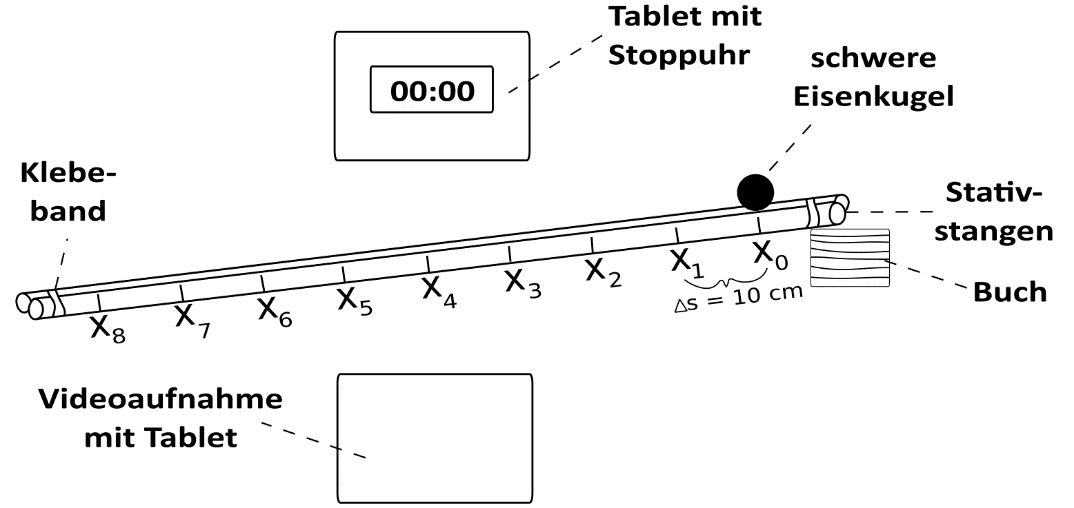 Tablet mit
Stoppuhr
schwere
Eisenkugel
00:00
Klebe-
band
Stativ-
stangen
X8 X7 X6 X5 X4 X3 X2 X1 X0
Δs = 10 cm
Buch
Videoaufnahme
mit Tablet